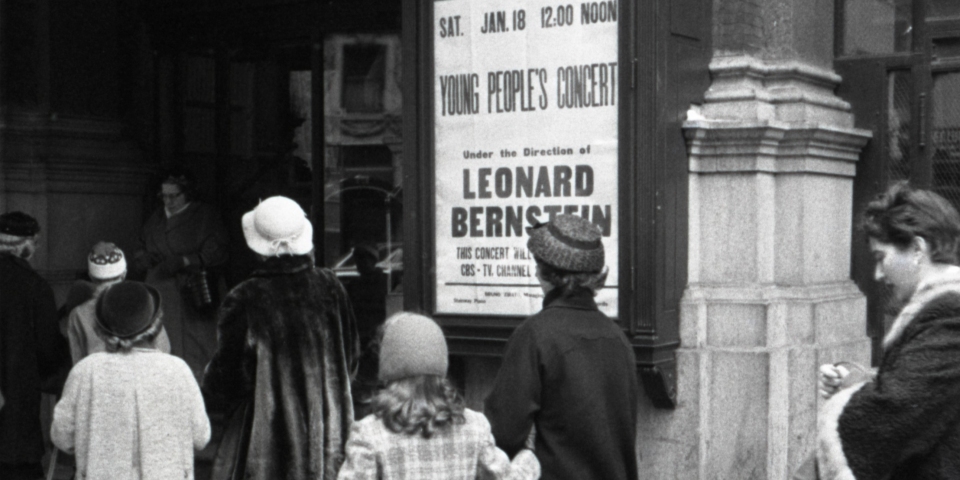 SAT. JAN. 18 12:00 NOON
YOUNG PEOPLE'S CONCERT
Under the Direction of
LEONARD
BERNSTEIN
THIS CONCERT WILL
CBS - TV. CHANNEL